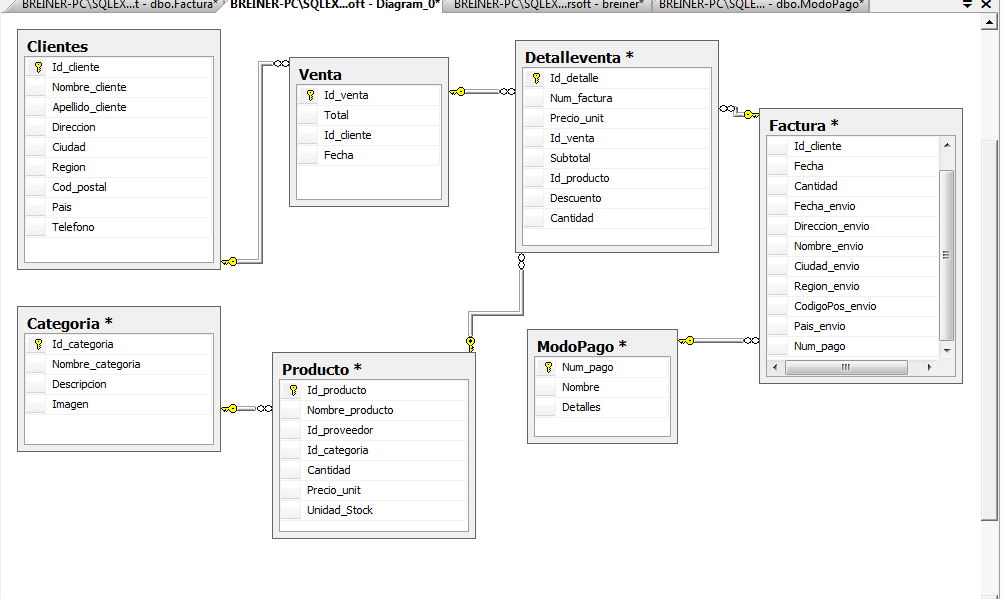 BREINER-PC\SQLEX...t - dbo.Factura*
BREINER-PC\SQLEX...oft - Diagram_0*
BREINER-PC\SQLEX...rsoft - breiner*
BREINER-PC\SQLE... - dbo.ModoPago*
Clientes
Id_cliente
Nombre_cliente
Apellido_cliente
Direccion
Ciudad
Region
Cod_postal
Pais
Telefono
Venta
Id_venta
Total
Id_cliente
Fecha
Detalleventa *
Id_detalle
Num_factura
Precio_unit
Id_venta
Subtotal
Id_producto
Descuento
Cantidad
Factura *
Id_cliente
Fecha
Cantidad
Fecha_envio
Direccion_envio
Nombre_envio
Ciudad_envio
Region_envio
CodigoPos_envio
Pais_envio
Num_pago
Categoria *
Id_categoria
Nombre_categoria
Descripcion
Imagen
Producto *
Id_producto
Nombre_producto
Id_proveedor
Id_categoria
Cantidad
Precio_unit
Unidad_Stock
ModoPago *
Num_pago
Nombre
Detalles